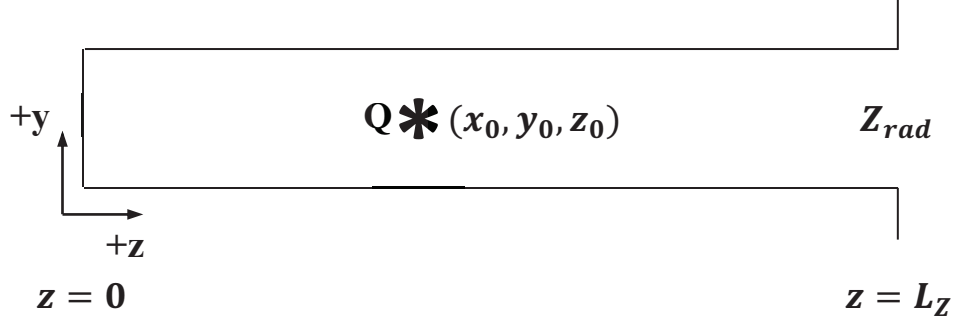 +y
Q ✱ (x₀, y₀, z₀)
Z_rad
+z
z = 0
z = L_Z